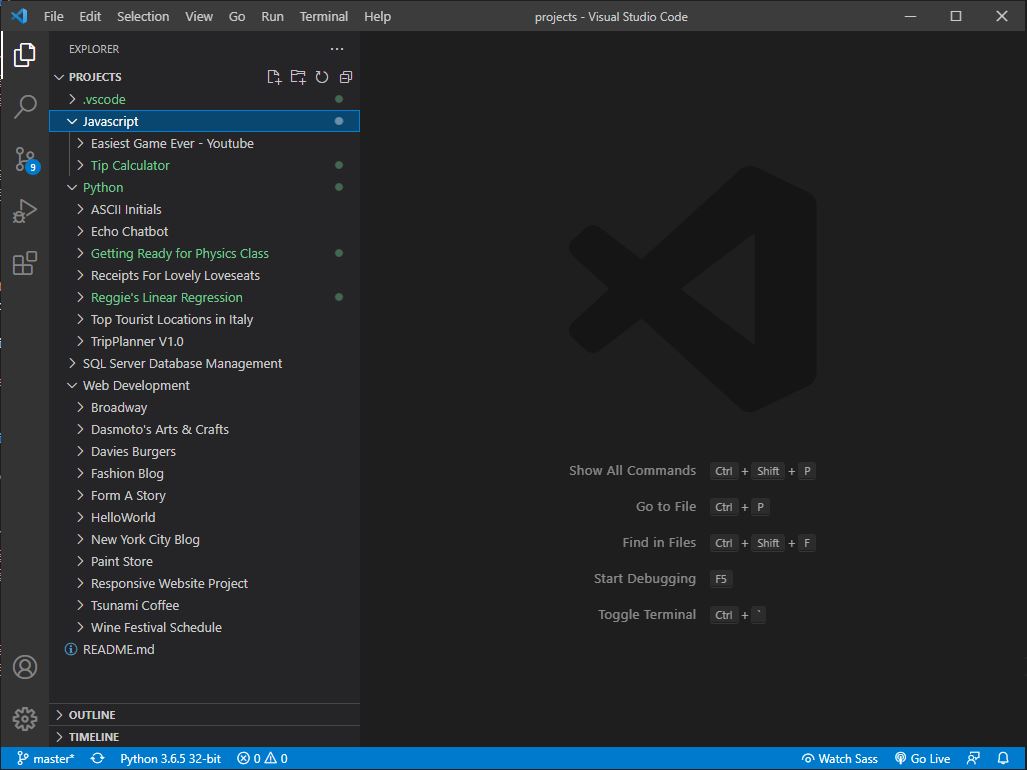 File Edit Selection View Go Run Terminal Help projects - Visual Studio Code
EXPLORER
PROJECTS
.vscode
Javascript
Easiest Game Ever - Youtube
Tip Calculator
9
Python
ASCII Initials
Echo Chatbot
Getting Ready for Physics Class
Receipts For Lovely Loveseats
Reggie's Linear Regression
Top Tourist Locations in Italy
TripPlanner V1.0
SQL Server Database Management
Web Development
Broadway
Dasmoto's Arts & Crafts
Davies Burgers
Fashion Blog
Form A Story
HelloWorld
New York City Blog
Paint Store
Responsive Website Project
Tsunami Coffee
Wine Festival Schedule
README.md
OUTLINE
TIMELINE
Show All Commands Ctrl + Shift + P
Go to File Ctrl + P
Find in Files Ctrl + Shift + F
Start Debugging F5
Toggle Terminal Ctrl + `
master* Python 3.6.5 32-bit 0 0 Watch Sass Go Live